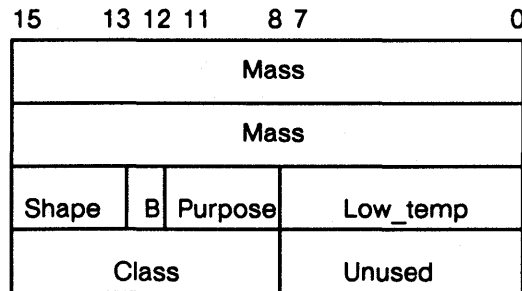 15 13 12 11 8 7 0
Mass
Mass
Shape B Purpose Low_temp
Class Unused